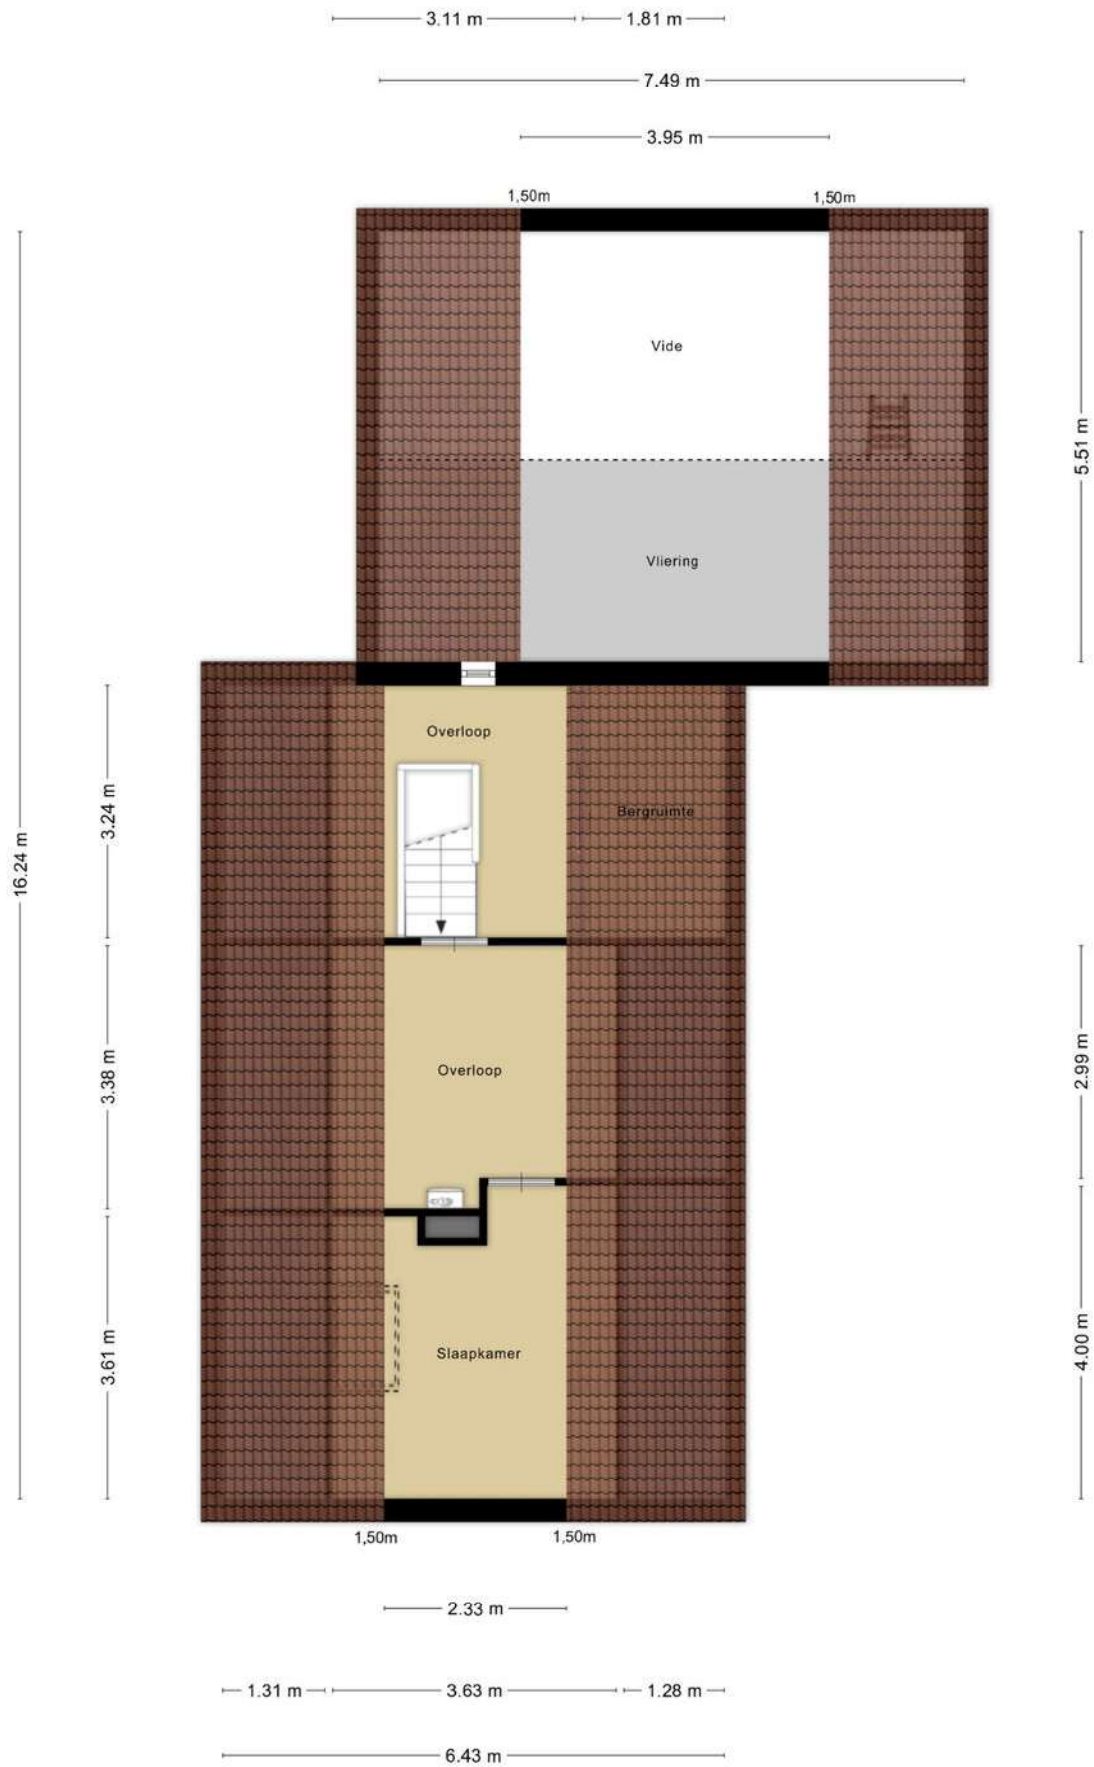 3.11 m
1.81 m
7.49 m
3.95 m
1,50m
1,50m
Vide
5.51 m
Vliering
Overloop
3.24 m
Bergruimte
16.24 m
Overloop
3.38 m
2.99 m
Slaapkamer
3.61 m
4.00 m
1,50m
1,50m
2.33 m
1.31 m
3.63 m
1.28 m
6.43 m